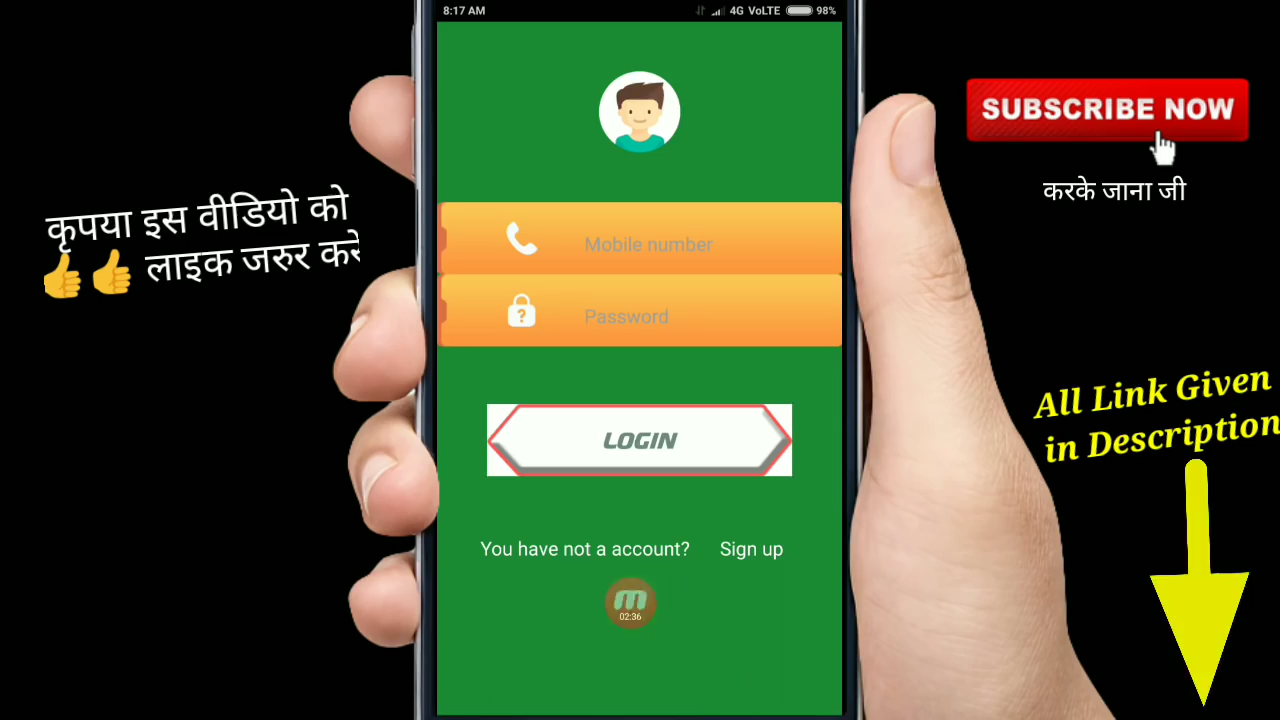 8:17 AM
4G VoLTE 98%
SUBSCRIBE NOW
करके जाना जी
कृपया इस वीडियो को
👍👍 लाइक जरुर करे
Mobile number
Password
All Link Given
in Description
LOGIN
You have not a account? Sign up
02:36